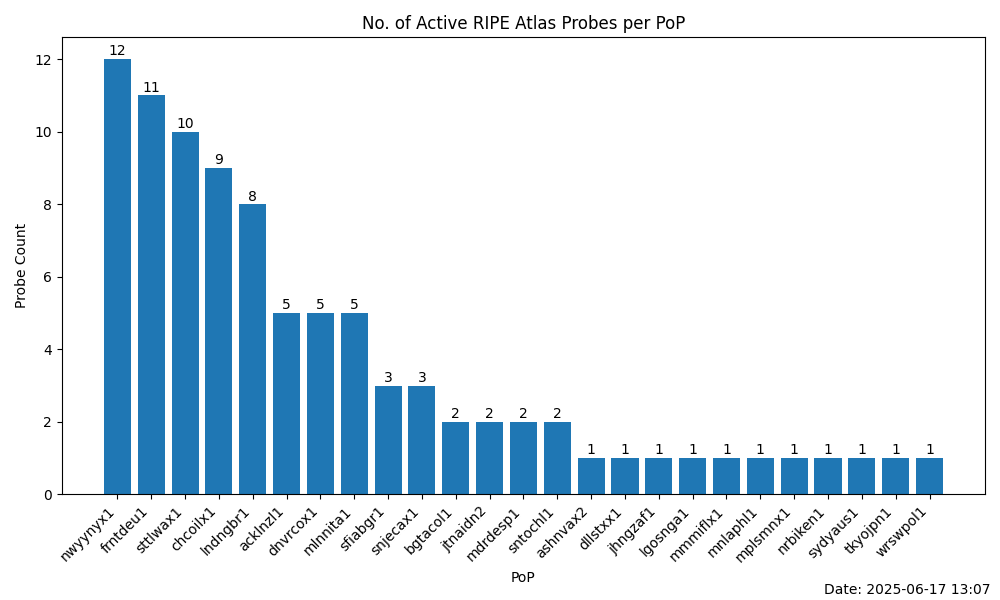 No. of Active RIPE Atlas Probes per PoP
Probe Count
12
10
8
6
4
2
0
12
11
10
9
8
5
5
5
3
3
2
2
2
2
1
1
1
1
1
1
1
1
1
1
1
nwyynyx1
frntdeu1
sttlwax1
chcoilx1
lndngbr1
acklnzl1
dnvrcox1
mlnnita1
sfiabgr1
snjecax1
bgtacol1
jtnaidn2
mdrdesp1
sntochl1
ashnvax2
dllstxx1
jhngzaf1
lgosnga1
mmmiflx1
mnlaphl1
mplsmnx1
nrbiken1
sydyaus1
tkyojpn1
wrswpol1
PoP
Date: 2025-06-17 13:07